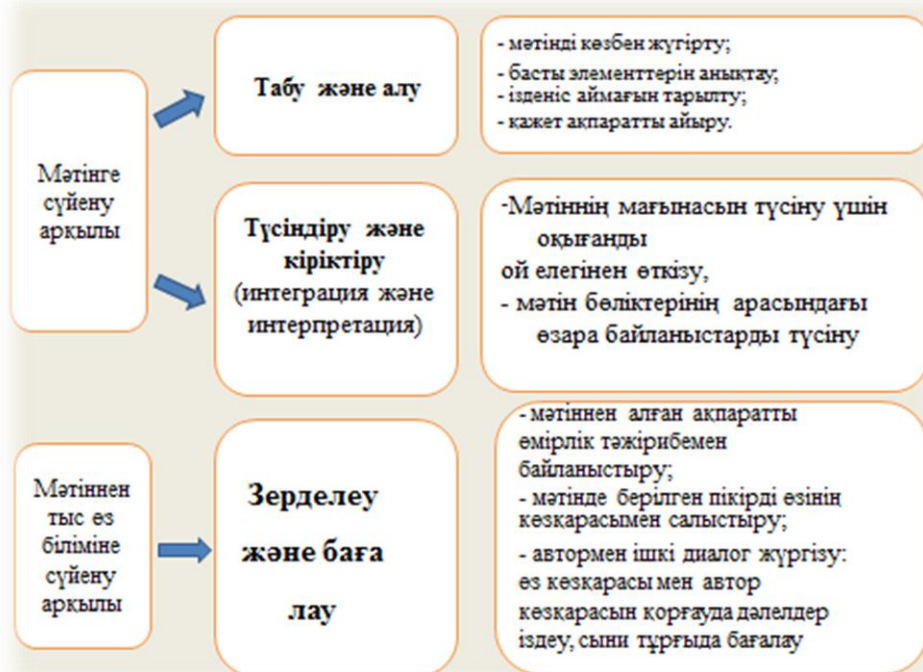 Мәтінге
сүйену
арқылы
Табу және алу
- мәтінді көзбен жүгірту;
- басты элементтерін анықтау;
- ізденіс аймағын тарылту;
- қажет ақпаратты айыру.
Түсіндіру және
кіріктіру
(интеграция және
интерпретация)
-Мәтіннің мағынасын түсіну үшін
оқығанды
ой елегінен өткізу,
- мәтін бөліктерінің арасындағы
өзара байланыстарды түсіну
Мәтіннен
тыс өз
біліміне
сүйену
арқылы
Зерделеу
және баға
лау
- мәтіннен алған ақпаратты
өмірлік тәжірибемен
байланыстыру;
- мәтінде берілген пікірді өзінің
көзқарасымен салыстыру;
- автормен ішкі диалог жүргізу:
өз көзқарасы мен автор
көзқарасын қорғауда дәлелдер
іздеу, сыни тұрғыда бағалау